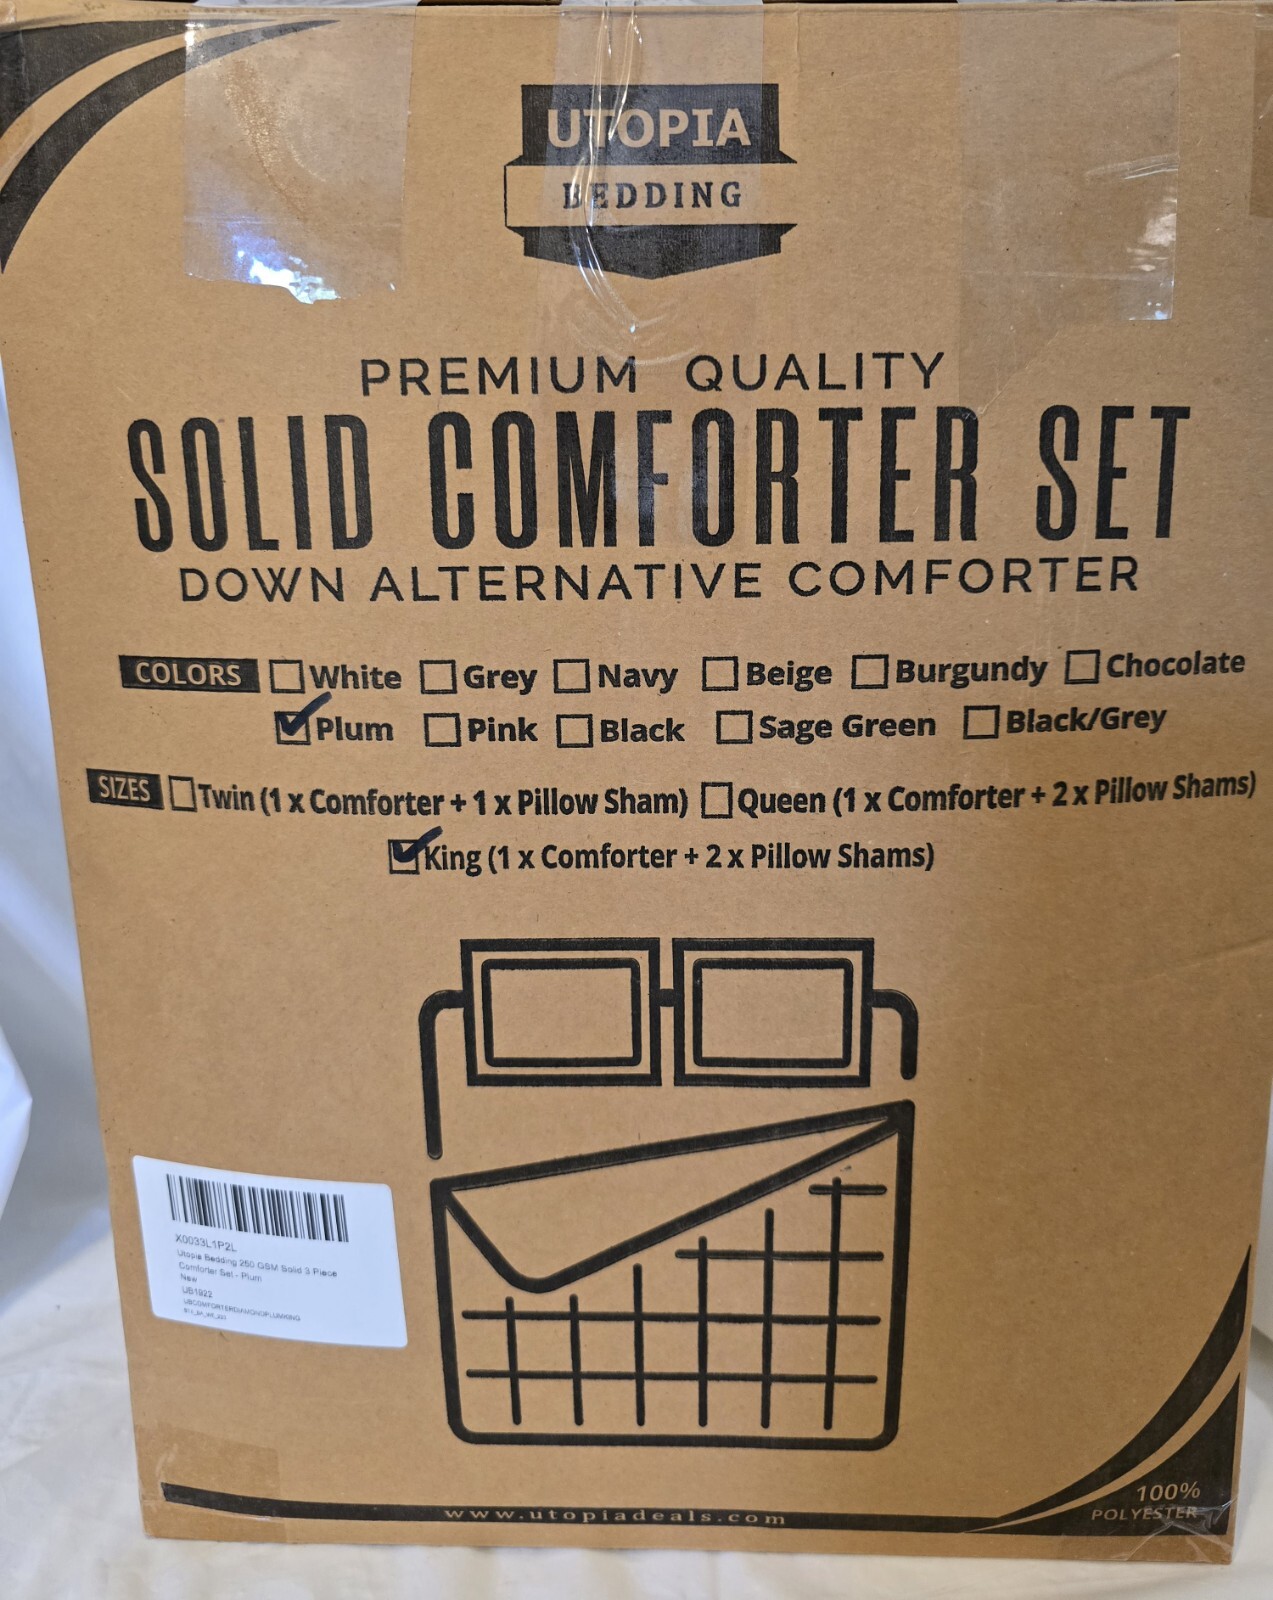 UTOPIA
BEDDING
PREMIUM QUALITY
SOLID COMFORTER SET
DOWN ALTERNATIVE COMFORTER
COLORS White Grey Navy Beige Burgundy Chocolate
Plum Pink Black Sage Green Black/Grey
SIZES Twin (1 x Comforter + 1 x Pillow Sham) Queen (1 x Comforter + 2 x Pillow Shams)
King (1 x Comforter + 2 x Pillow Shams)
X0033L1P2L
Utopia Bedding 250 GSM Solid 3 Piece
Comforter Set - Plum
New
UB1922
UBCOMFORTERDIAMONDPLUMKING
100%
POLYESTER
www.utopiadeals.com